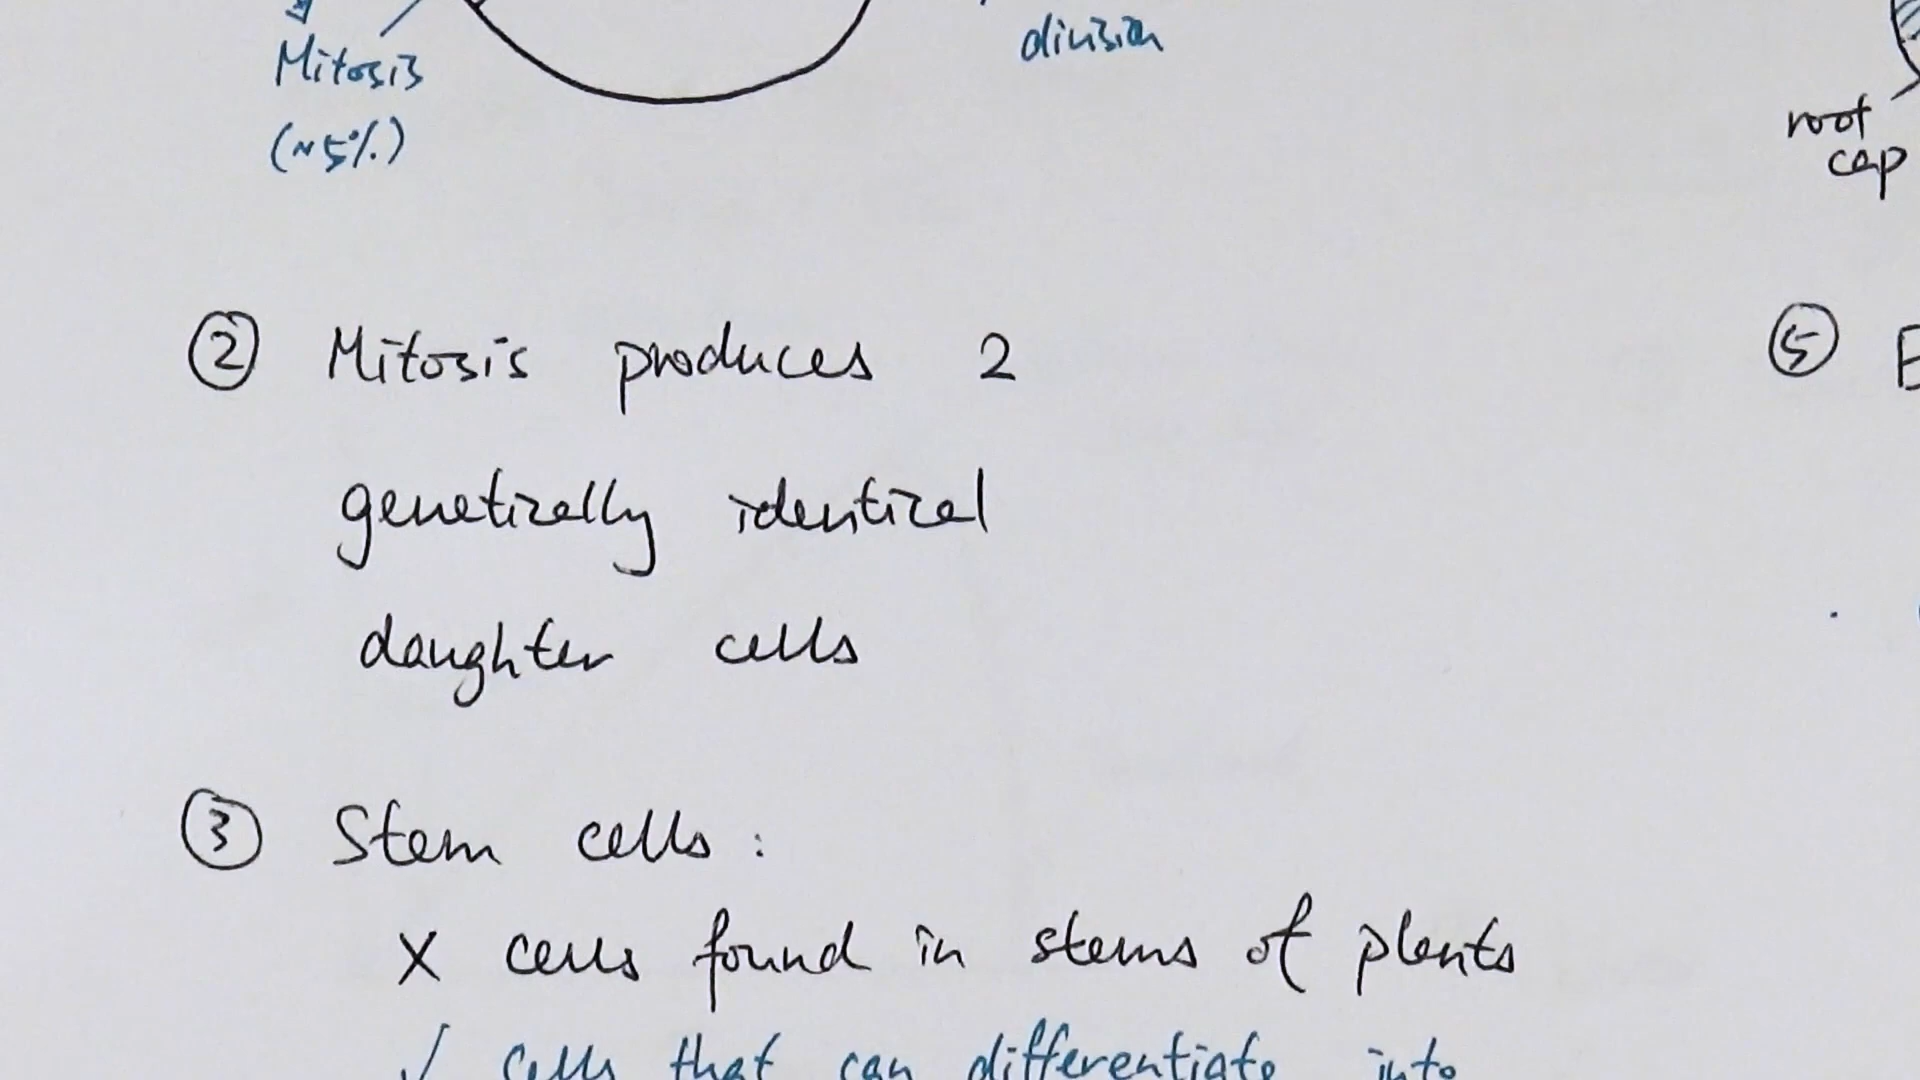 Mitosis
(~5%)
division
root
cap
② Mitosis produces 2
genetically identical
daughter cells
③ Stem cells:
X cells found in stems of plants
✓ cells that can differentiate into
⑤